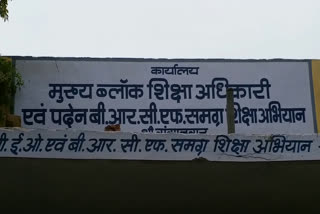 कार्यालय
मुख्य ब्लॉक शिक्षा अधिकारी
एवं पदेन बी.आर.सी.एफ.समग्र शिक्षा अभियान
ी.ई.ओ एवं बी. आर. सी. एफ. समग्र शिक्षा अभियान